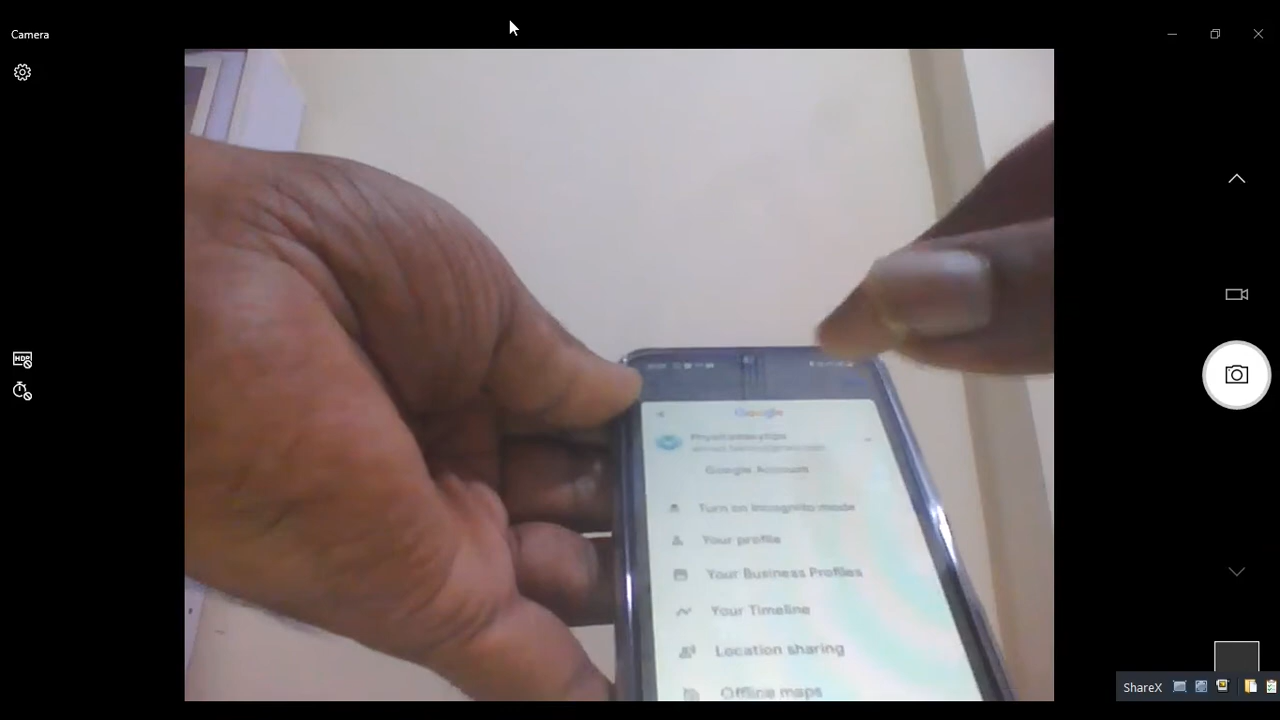 Camera
Google
Google Account
Turn on Incognito mode
Your profile
Your Business Profiles
Your Timeline
Location sharing
Offline maps
HDR
ShareX